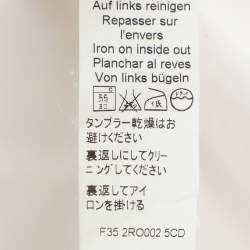 Auf links reinigen
Repasser sur
l'envers
Iron on inside out
Planchar al reves
Von links bügeln
タンブラー乾燥はお
避けください
裏返しにしてクリー
ニングしてください
裏返してアイ
ロンを掛ける
F35 2RO002 5CD